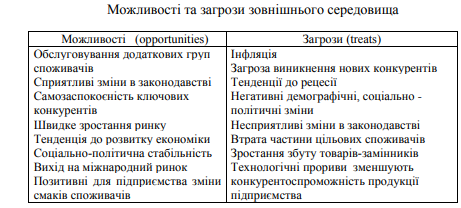 Можливості та загрози зовнішнього середовища
Можливості (opportunities)
Обслуговування додаткових груп
споживачів
Сприятливі зміни в законодавстві
Самозаспокоєність ключових
конкурентів
Швидке зростання ринку
Тенденція до розвитку економіки
Соціально-політична стабільність
Вихід на міжнародний ринок
Позитивні для підприємства зміни
смаків споживачів
Загрози (treats)
Інфляція
Загроза виникнення нових конкурентів
Тенденції до рецесії
Негативні демографічні, соціально -
політичні зміни
Несприятливі зміни в законодавстві
Втрата частини цільових споживачів
Зростання збуту товарів-замінників
Технологічні прориви зменшують
конкурентоспроможність продукції
підприємства